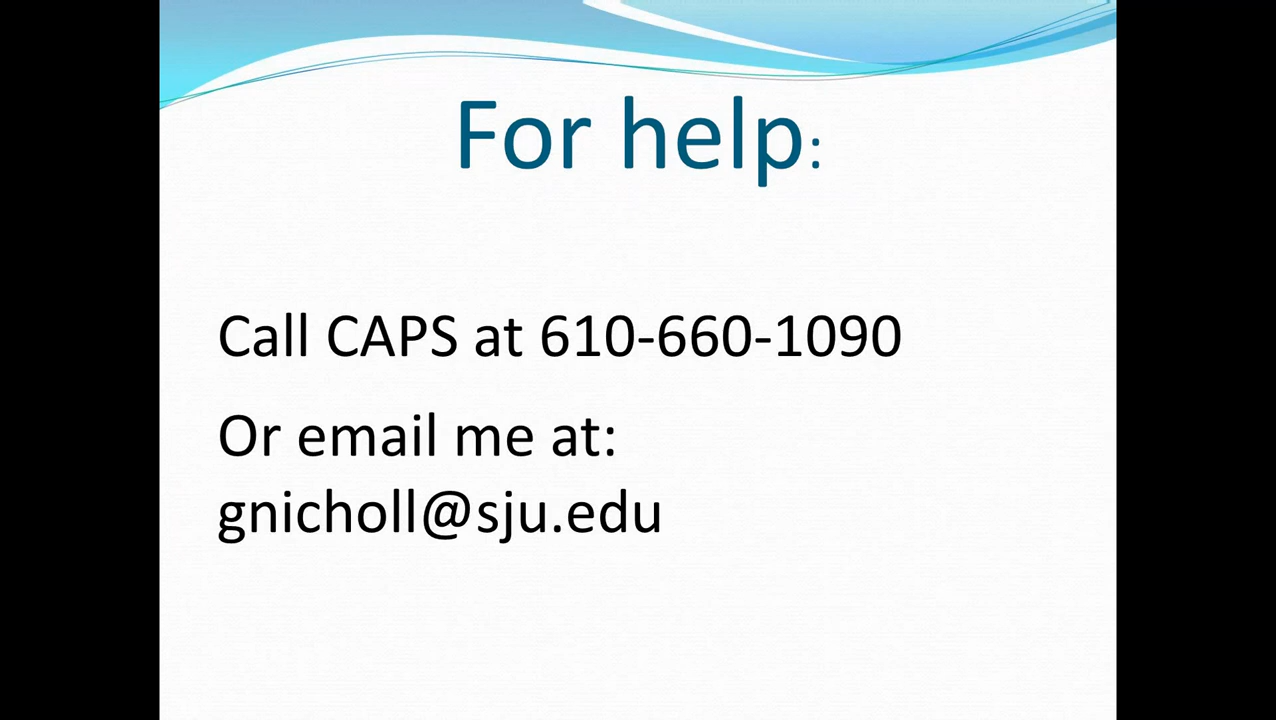 For help:
Call CAPS at 610-660-1090
Or email me at:
gnicholl@sju.edu